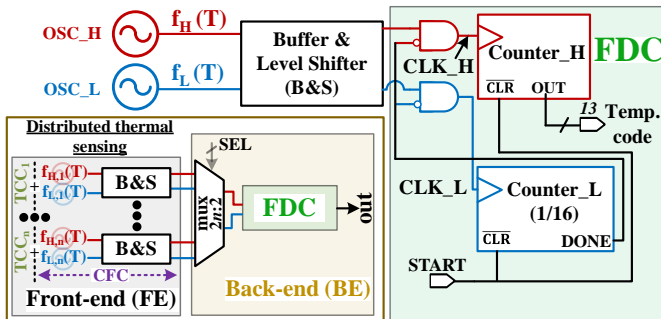 OSC_H
f_H(T)
OSC_L
f_L(T)
Buffer &
Level Shifter
(B&S)
CLK_H
Counter_H
FDC
CLR
OUT
13
Temp.
code
CLK_L
Counter_L
(1/16)
CLR
DONE
START
Distributed thermal
sensing
TCC_1
f_H,1(T)
+
f_L,1(T)
B&S
TCC_n
f_H,n(T)
+
f_L,n(T)
B&S
CFC
Front-end (FE)
SEL
mux
2n:2
FDC
out
Back-end (BE)